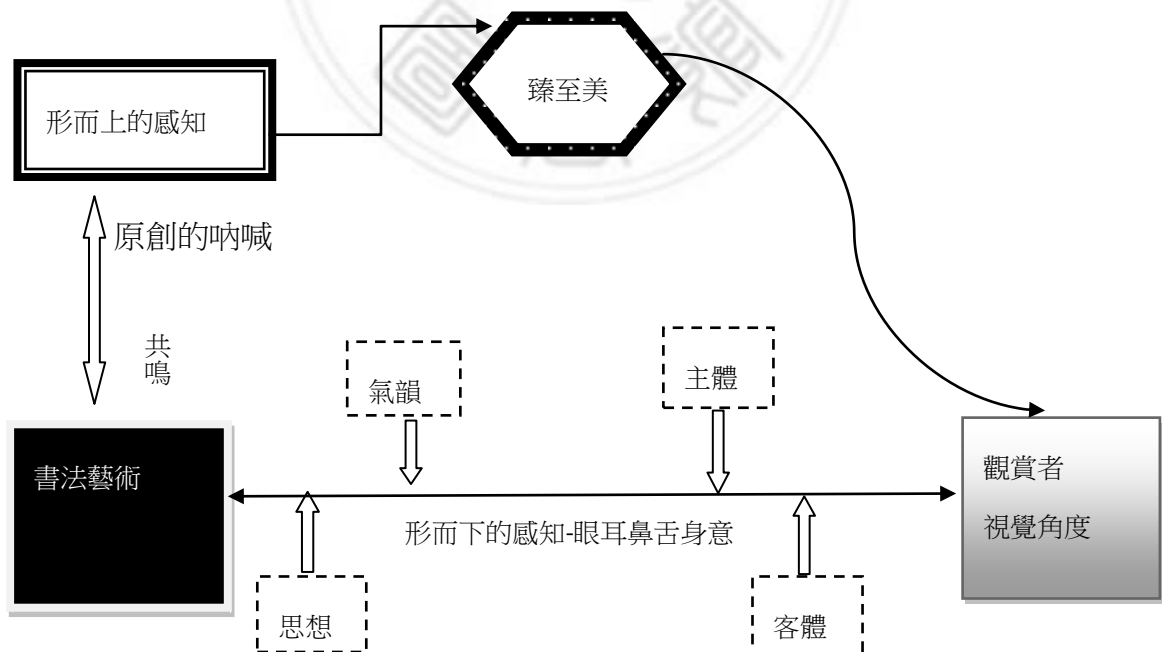 臻至美
形而上的感知
原創的吶喊
共鳴
氣韻
主體
書法藝術
觀賞者
視覺角度
形而下的感知-眼耳鼻舌身意
思想
客體